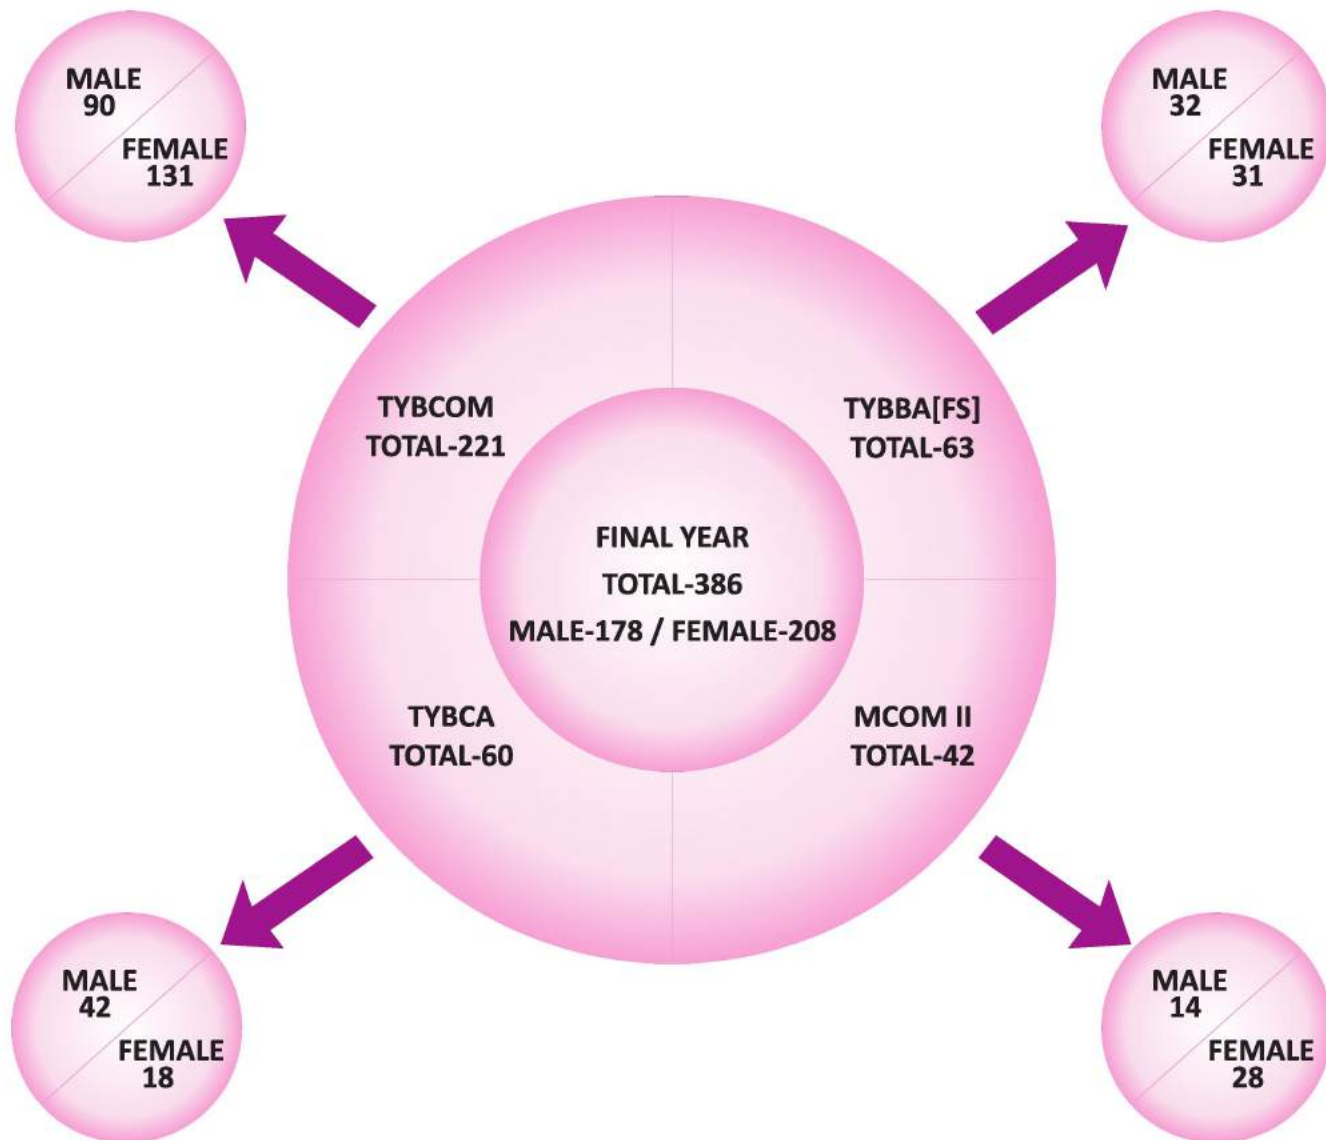 MALE
90
FEMALE
131
MALE
32
FEMALE
31
TYBCOM
TOTAL-221
TYBBA[FS]
TOTAL-63
FINAL YEAR
TOTAL-386
MALE-178 / FEMALE-208
TYBCA
TOTAL-60
MCOM II
TOTAL-42
MALE
42
FEMALE
18
MALE
14
FEMALE
28